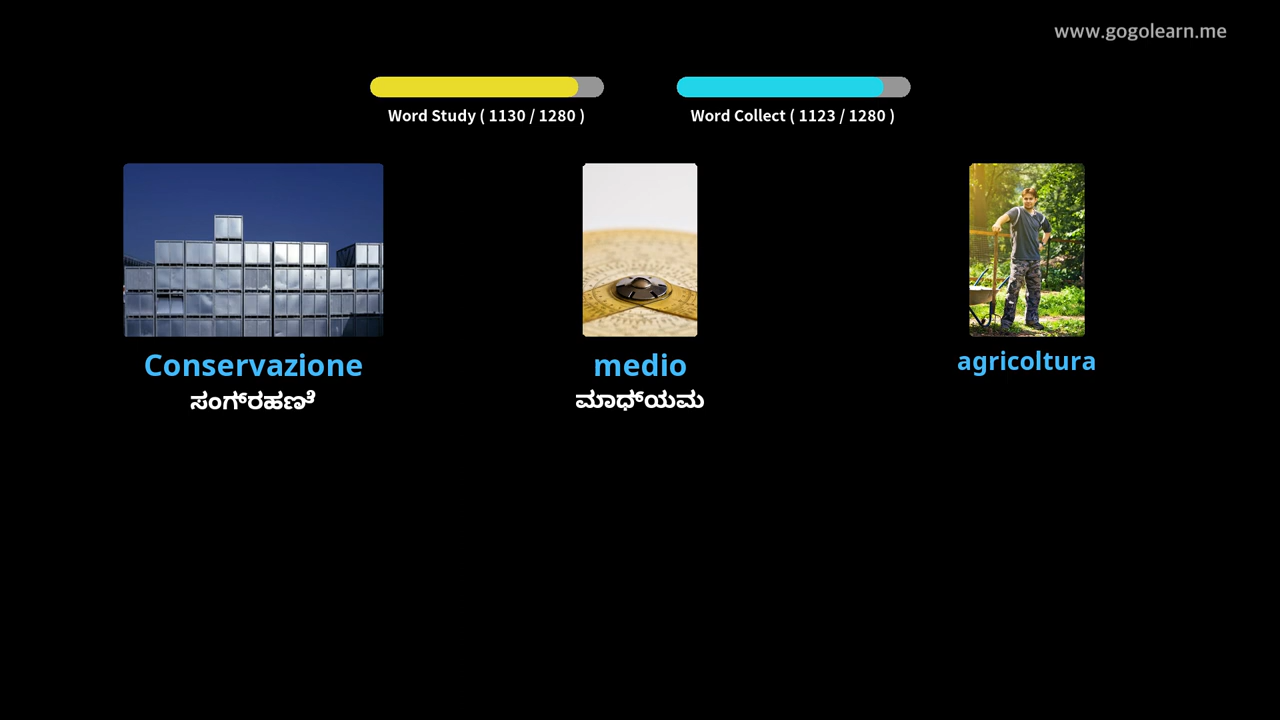 www.gogolearn.me
Word Study ( 1130 / 1280 )
Word Collect ( 1123 / 1280 )
Conservazione
ಸಂಗ್ರಹಣೆ
medio
ಮಾಧ್ಯಮ
agricoltura